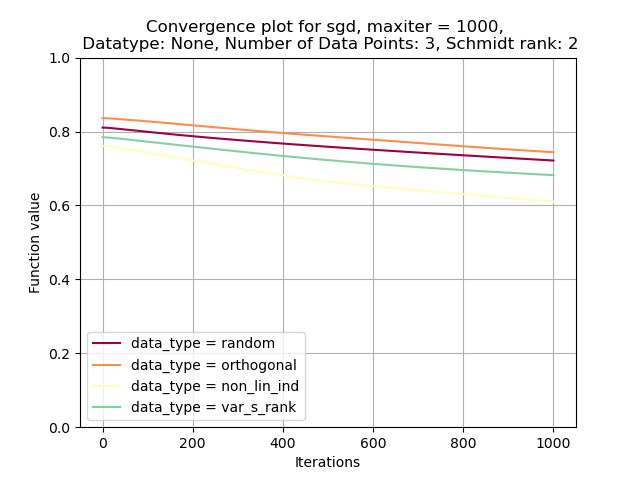 Convergence plot for sgd, maxiter = 1000,
Datatype: None, Number of Data Points: 3, Schmidt rank: 2
1.0
0.8
0.6
0.4
0.2
0.0
Function value
data_type = random
data_type = orthogonal
data_type = non_lin_ind
data_type = var_s_rank
0 200 400 600 800 1000
Iterations